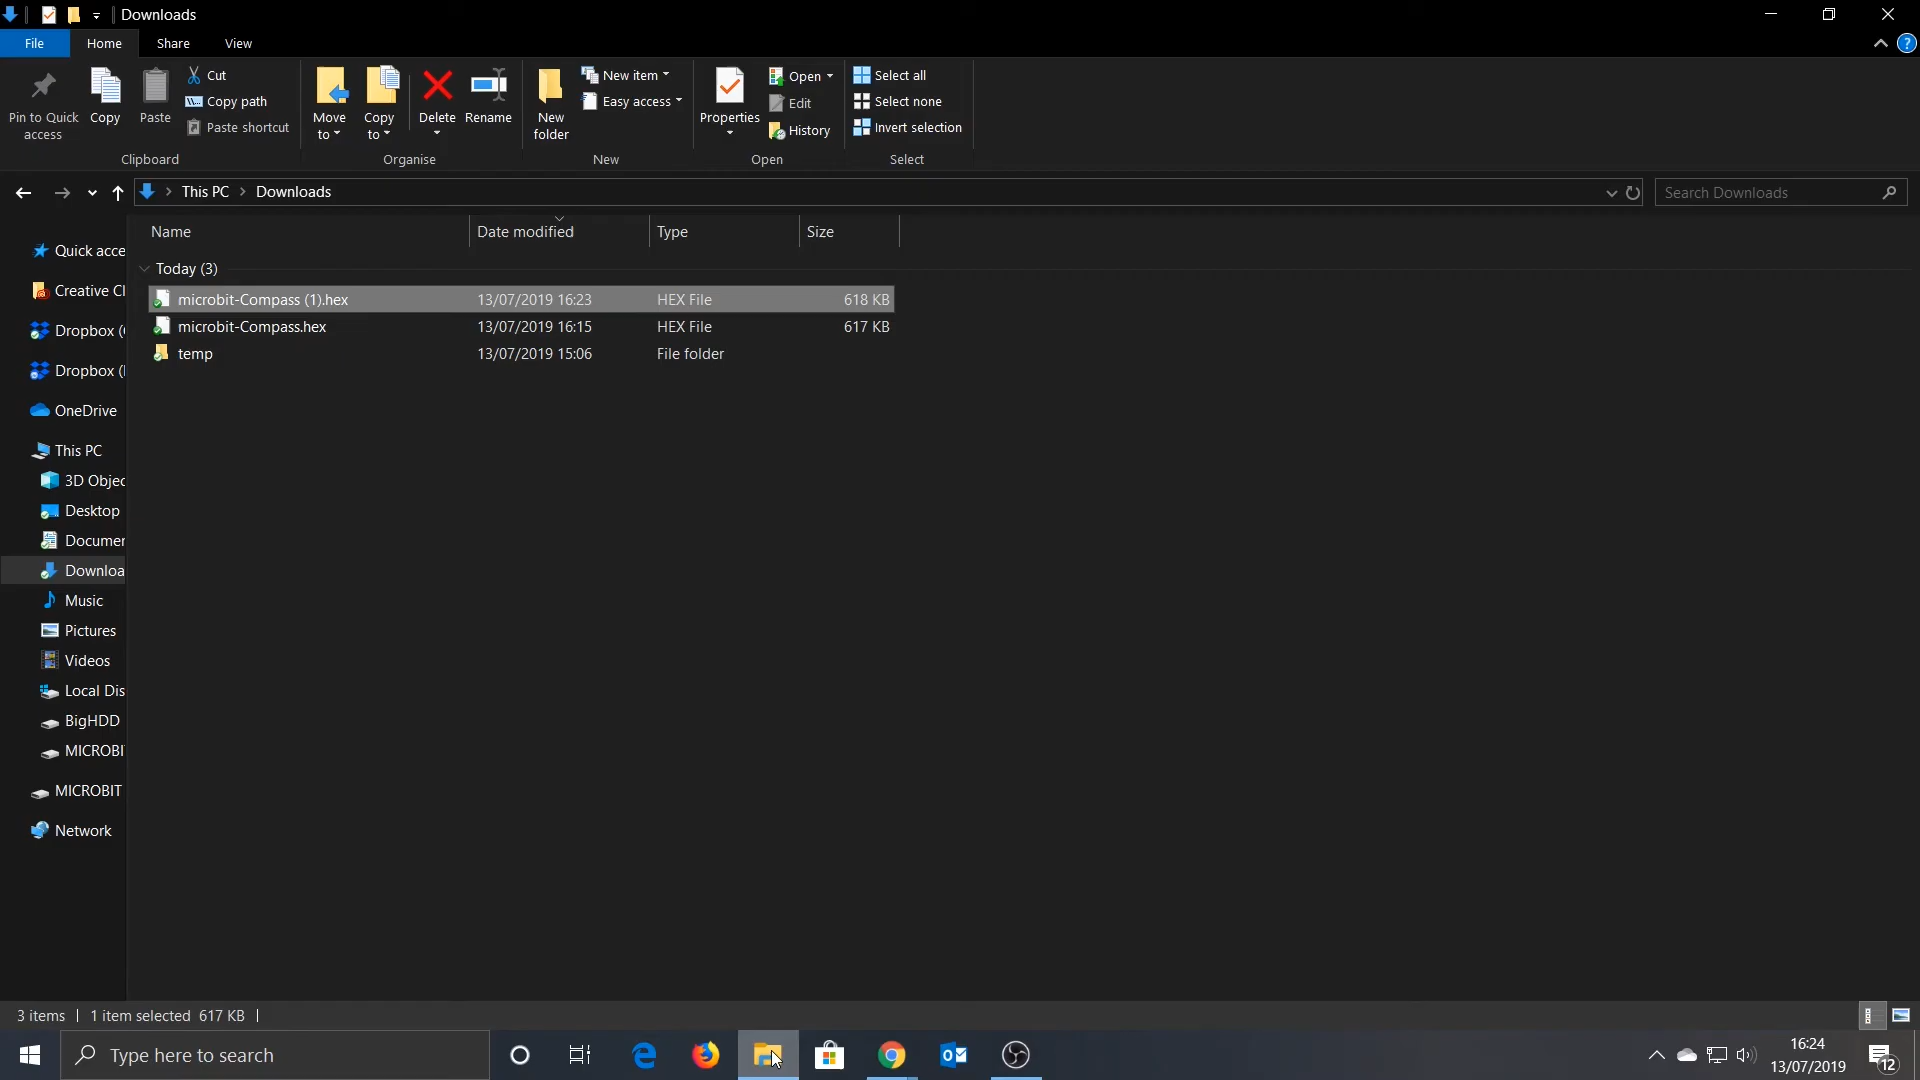 Downloads
File Home Share View
Pin to Quick access
Copy
Paste
Cut
Copy path
Paste shortcut
Clipboard
Move to
Copy to
Delete
Rename
Organise
New folder
New item
Easy access
New
Properties
Open
Edit
History
Open
Select all
Select none
Invert selection
Select
This PC > Downloads
Search Downloads
Name Date modified Type Size
Today (3)
microbit-Compass (1).hex 13/07/2019 16:23 HEX File 618 KB
microbit-Compass.hex 13/07/2019 16:15 HEX File 617 KB
temp 13/07/2019 15:06 File folder
Quick acce
Creative Cl
Dropbox (
Dropbox (
OneDrive
This PC
3D Objec
Desktop
Documer
Downloa
Music
Pictures
Videos
Local Dis
BigHDD
MICROBI
MICROBIT
Network
3 items | 1 item selected 617 KB |
Type here to search
16:24
13/07/2019
12